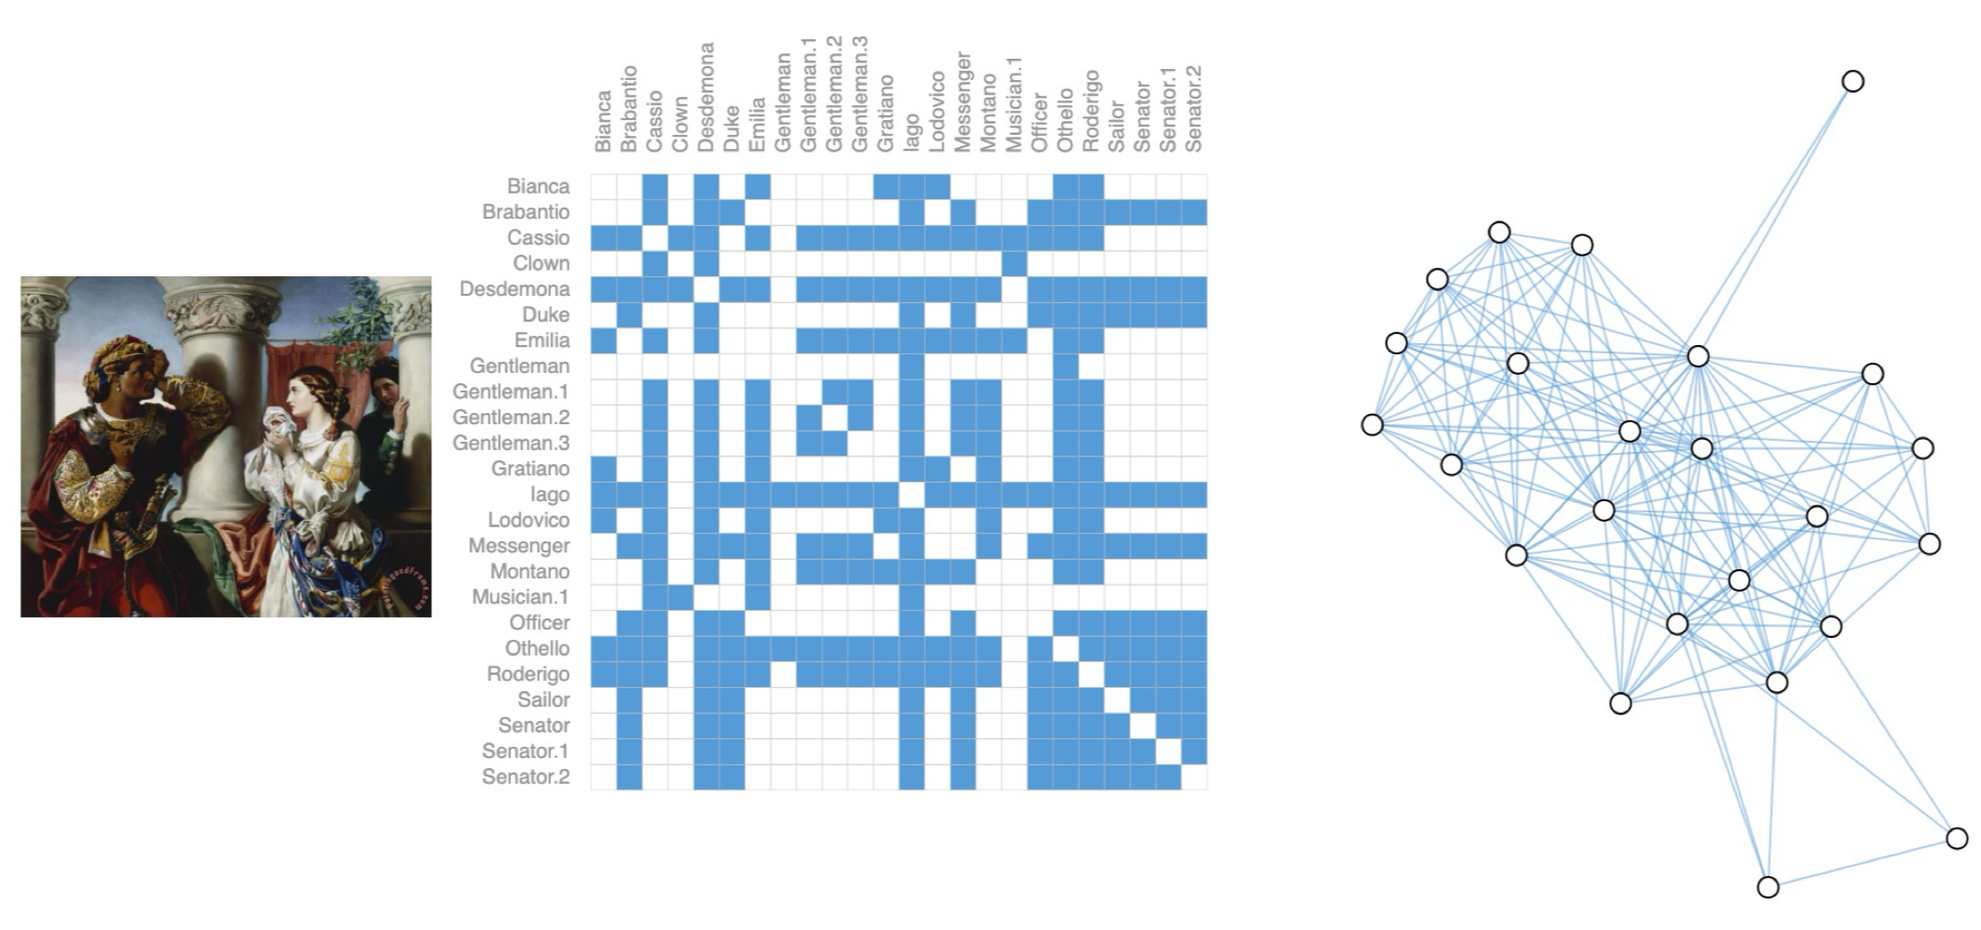 Bianca
Brabantio
Cassio
Clown
Desdemona
Duke
Emilia
Gentleman
Gentleman.1
Gentleman.2
Gentleman.3
Gratiano
Iago
Lodovico
Messenger
Montano
Musician.1
Officer
Othello
Roderigo
Sailor
Senator
Senator.1
Senator.2
Bianca
Brabantio
Cassio
Clown
Desdemona
Duke
Emilia
Gentleman
Gentleman.1
Gentleman.2
Gentleman.3
Gratiano
Iago
Lodovico
Messenger
Montano
Musician.1
Officer
Othello
Roderigo
Sailor
Senator
Senator.1
Senator.2